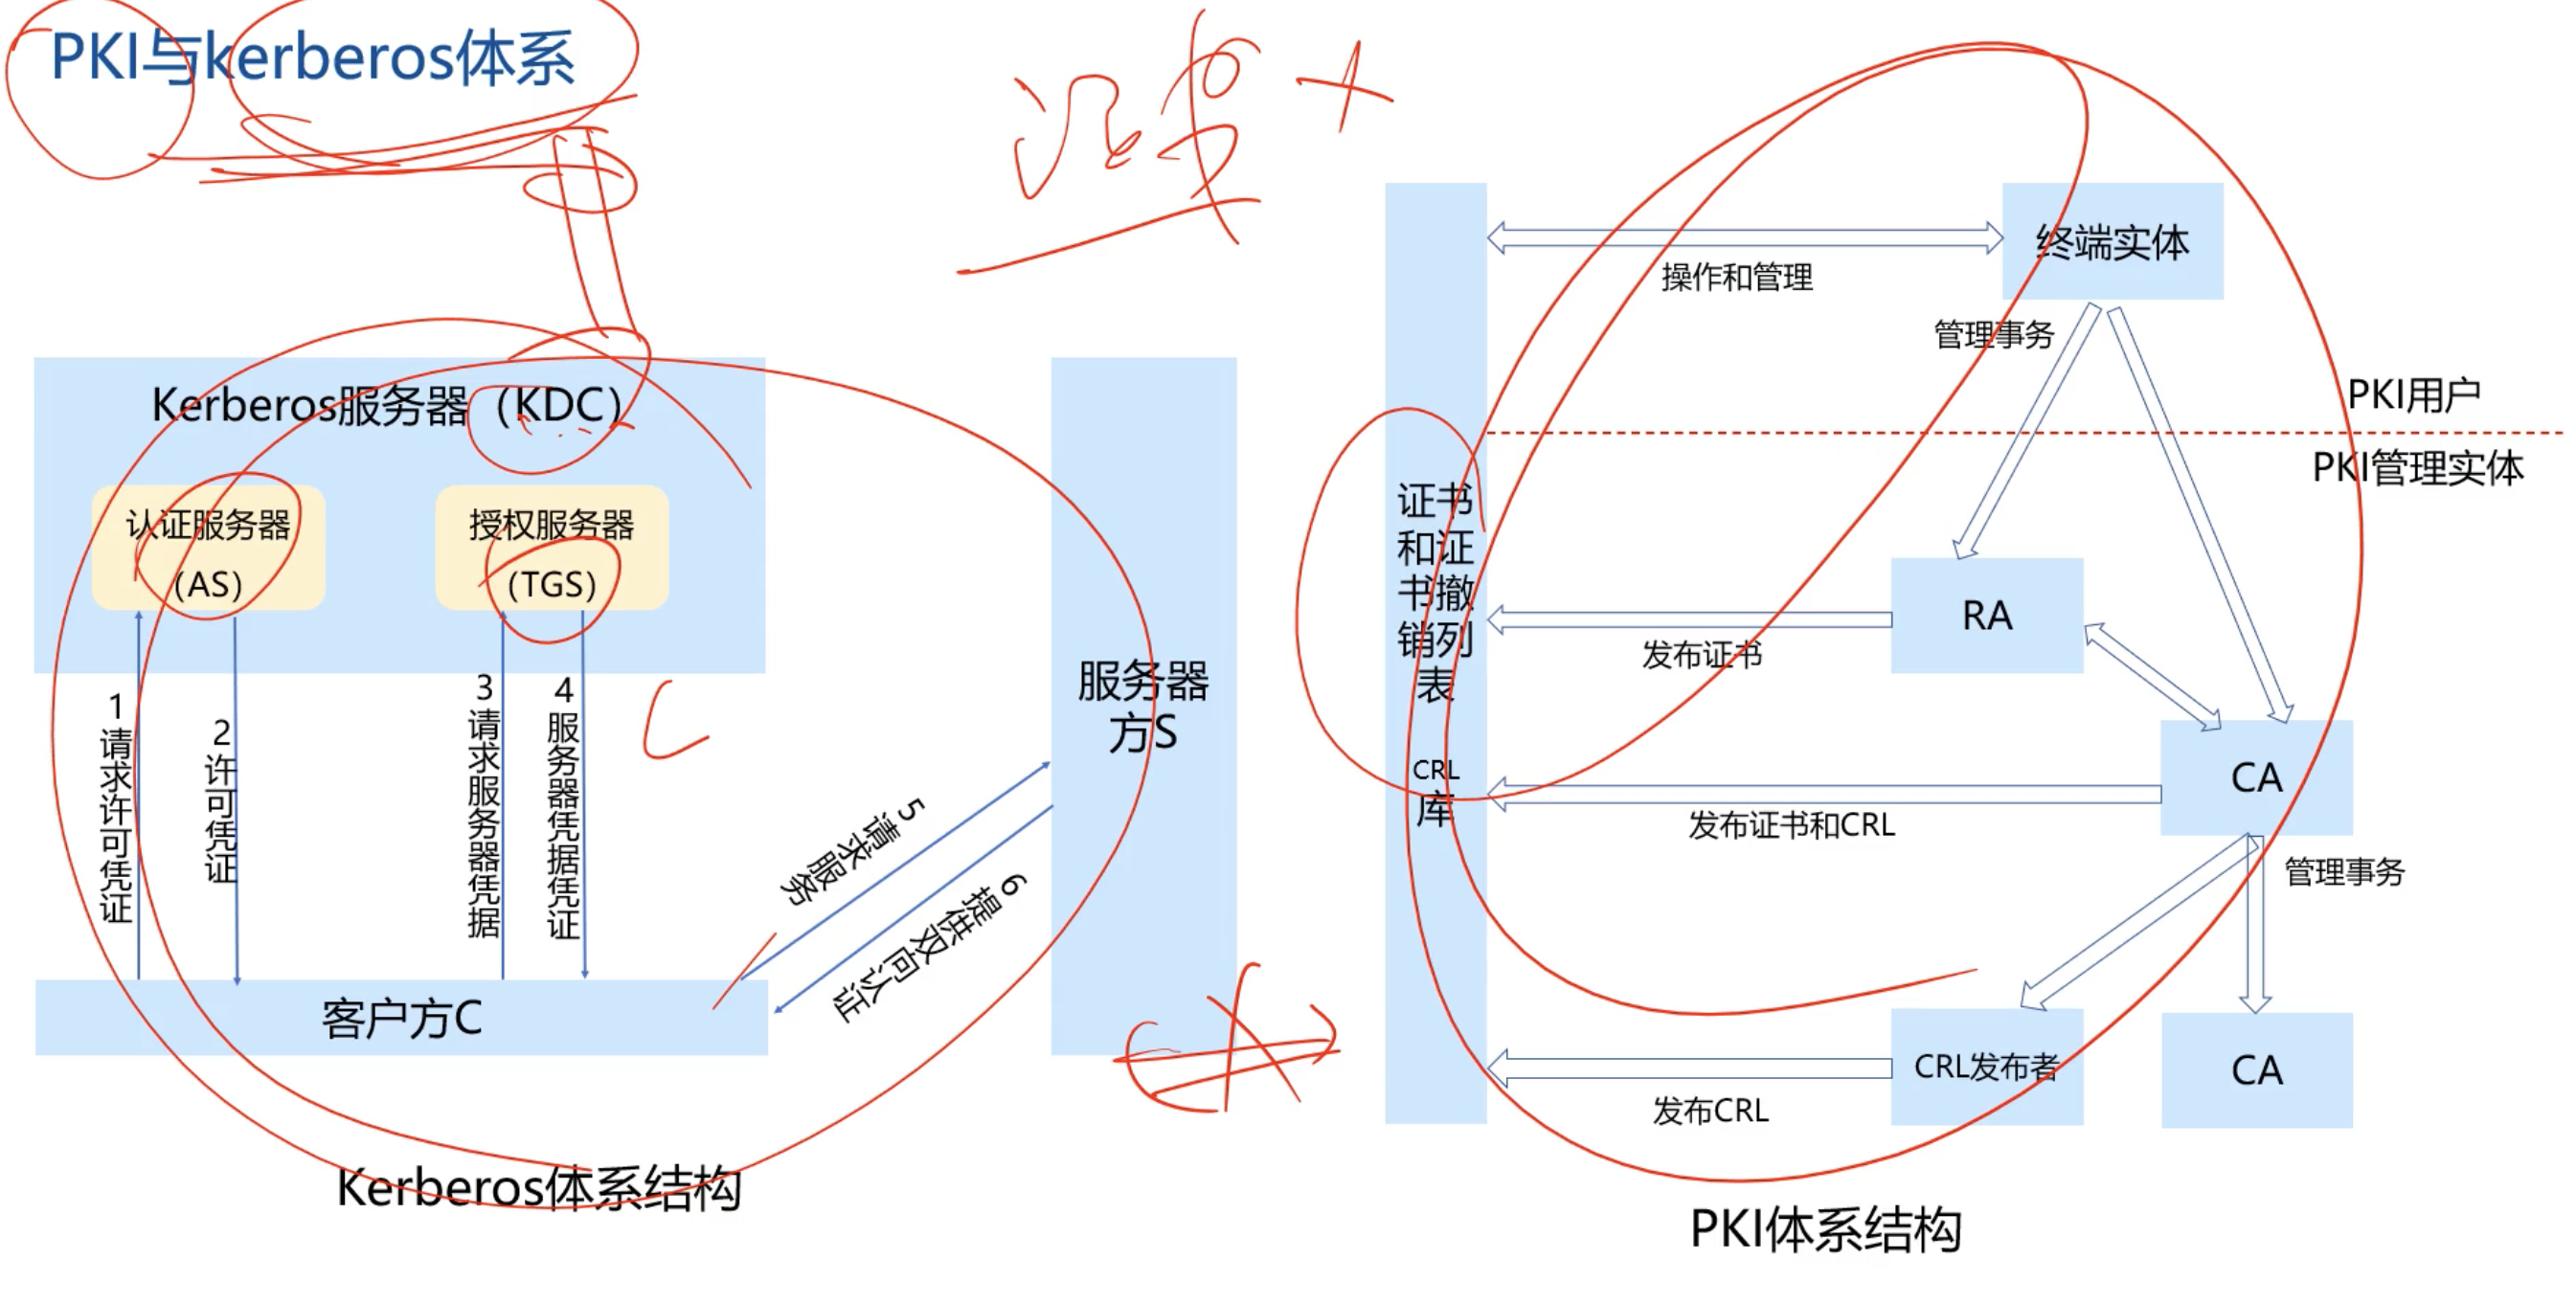 PKI与kerberos体系
Kerberos服务器（KDC）
认证服务器
（AS）
授权服务器
（TGS）
1请求许可凭证
2许可凭证
3请求服务器凭据
4服务器凭据凭证
客户方C
5请求服务
6提供双向认证
服务器
方S
Kerberos体系结构
证书
和证
书撤
销列
表
CRL
库
操作和管理
终端实体
管理事务
PKI用户
PKI管理实体
RA
发布证书
CA
发布证书和CRL
管理事务
CRL发布者
CA
发布CRL
PKI体系结构